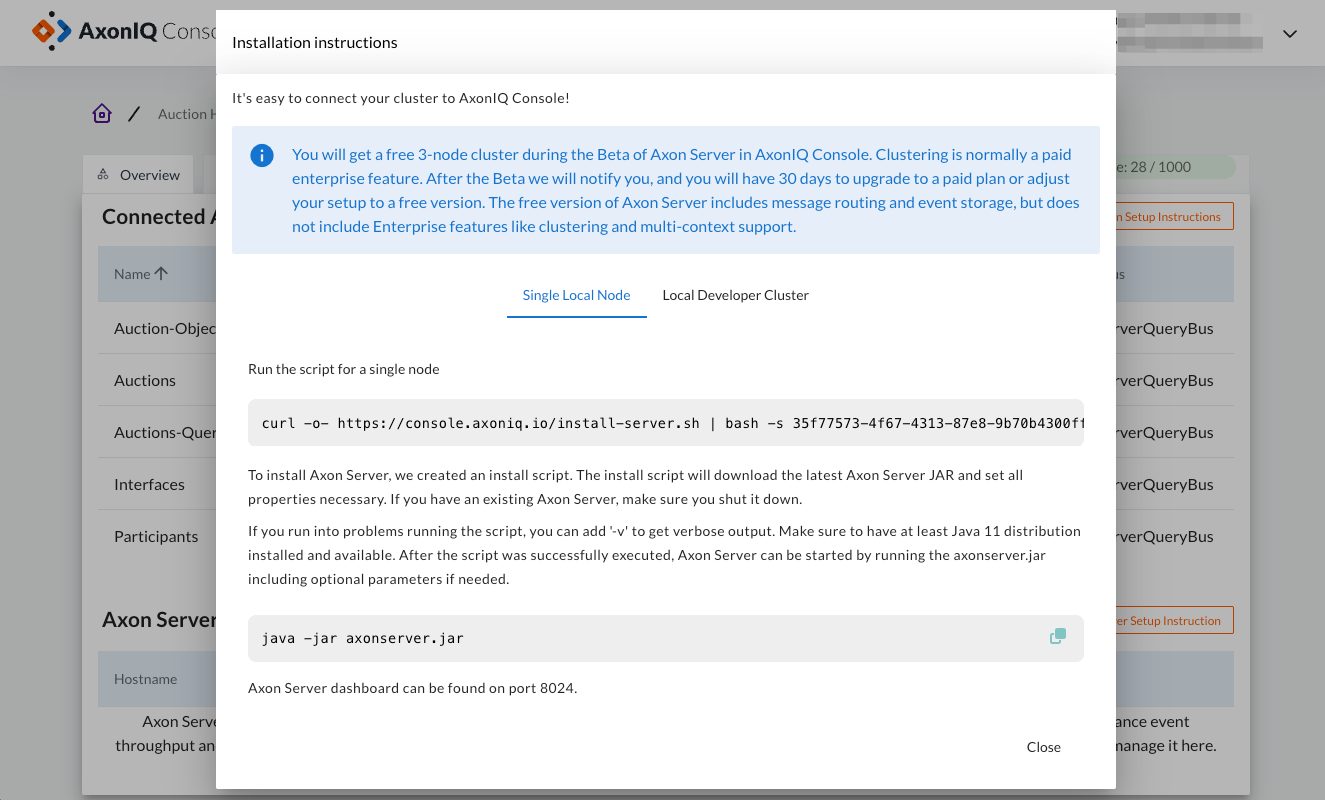 AxonIQ Conso
Installation instructions
It's easy to connect your cluster to AxonIQ Console!
Auction H
You will get a free 3-node cluster during the Beta of Axon Server in AxonIQ Console. Clustering is normally a paid
enterprise feature. After the Beta we will notify you, and you will have 30 days to upgrade to a paid plan or adjust
your setup to a free version. The free version of Axon Server includes message routing and event storage, but does
not include Enterprise features like clustering and multi-context support.
Overview
e: 28 / 1000
Connected A
n Setup Instructions
Name
us
Single Local Node
Local Developer Cluster
Auction-Objec
rverQueryBus
Run the script for a single node
Auctions
rverQueryBus
curl -o- https://console.axoniq.io/install-server.sh | bash -s 35f77573-4f67-4313-87e8-9b70b4300ff
Auctions-Quer
rverQueryBus
To install Axon Server, we created an install script. The install script will download the latest Axon Server JAR and set all
properties necessary. If you have an existing Axon Server, make sure you shut it down.
Interfaces
rverQueryBus
If you run into problems running the script, you can add '-v' to get verbose output. Make sure to have at least Java 11 distribution
installed and available. After the script was successfully executed, Axon Server can be started by running the axonserver.jar
including optional parameters if needed.
Participants
rverQueryBus
Axon Server
er Setup Instruction
java -jar axonserver.jar
Hostname
Axon Server dashboard can be found on port 8024.
Axon Serve
ance event
throughput an
manage it here.
Close